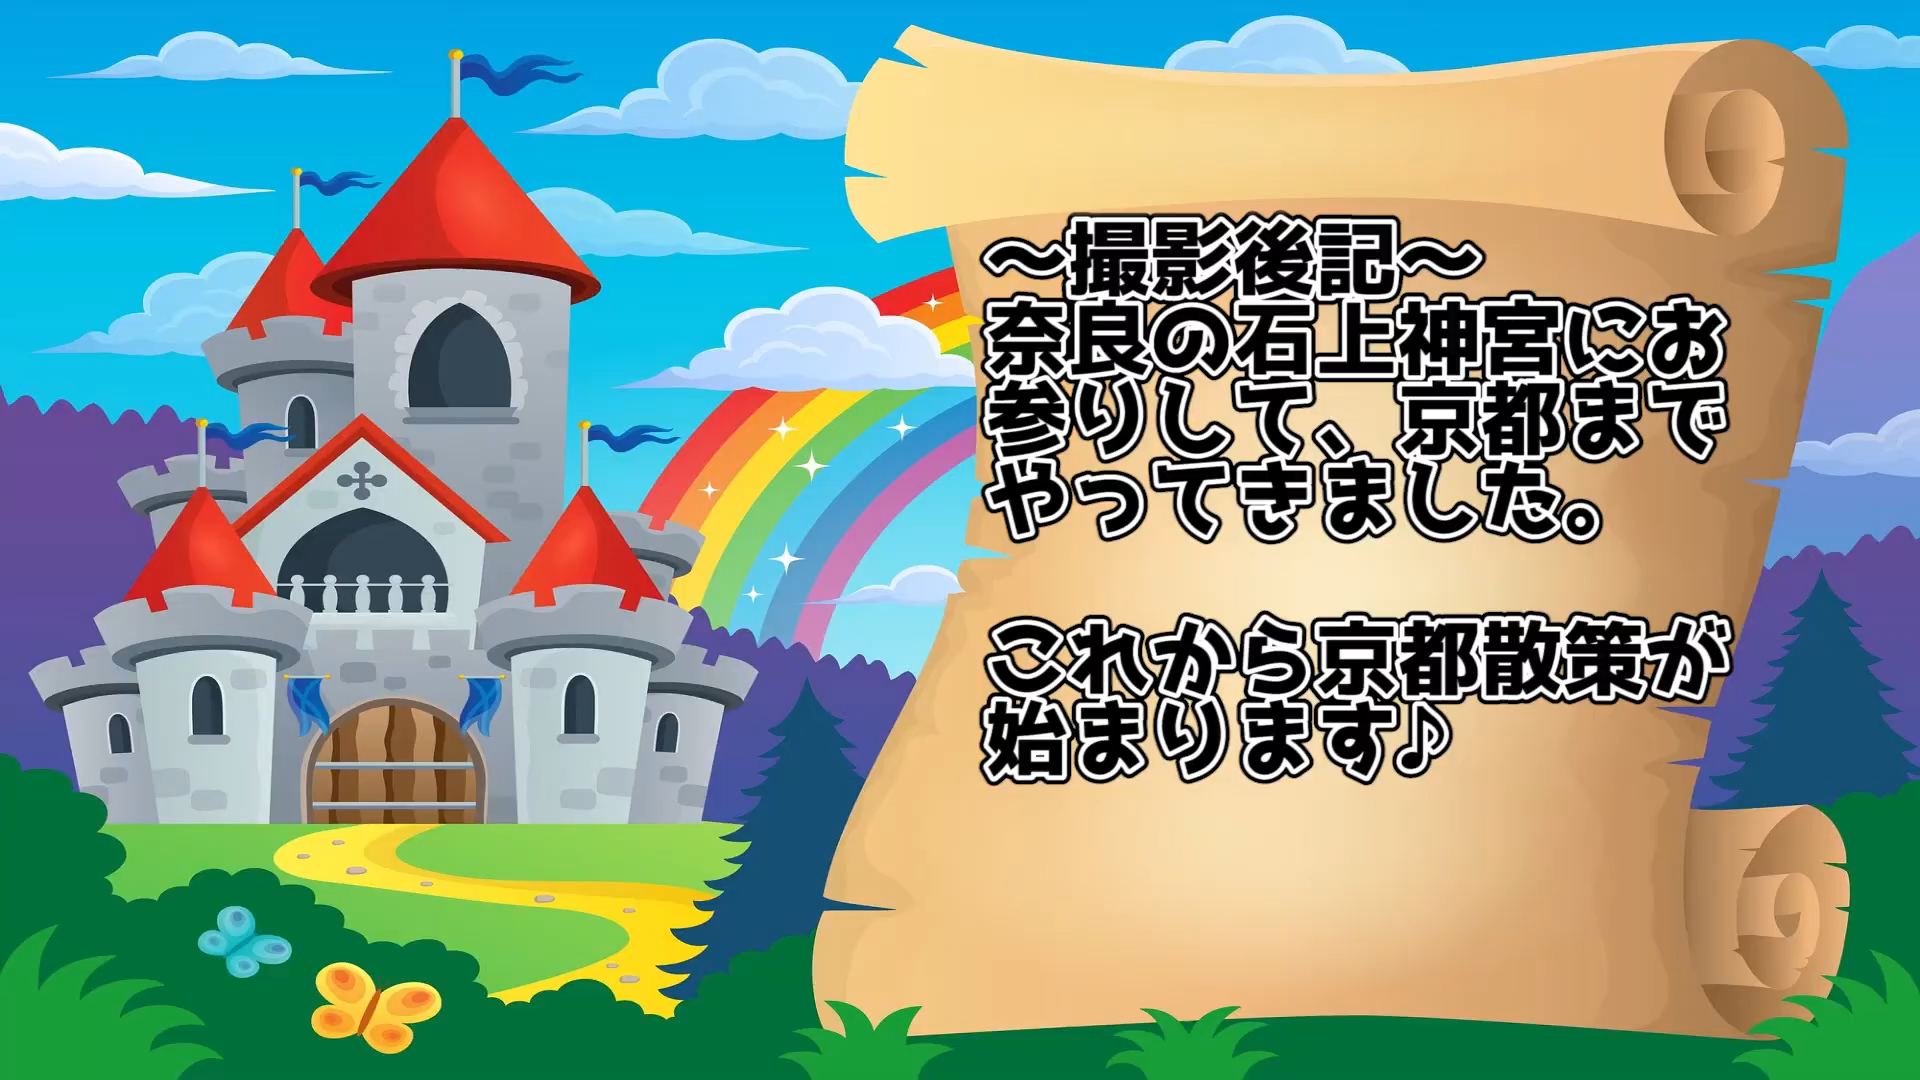 ～撮影後記～
奈良の石上神宮にお
参りして、京都まで
やってきました。
これから京都散策が
始まります♪